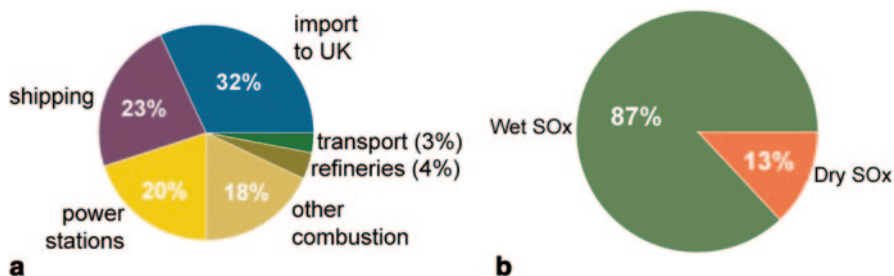 import
to UK
32%
shipping
23%
transport (3%)
refineries (4%)
20%
18%
power
stations
other
combustion
a
Wet SOx
87%
13%
Dry SOx
b